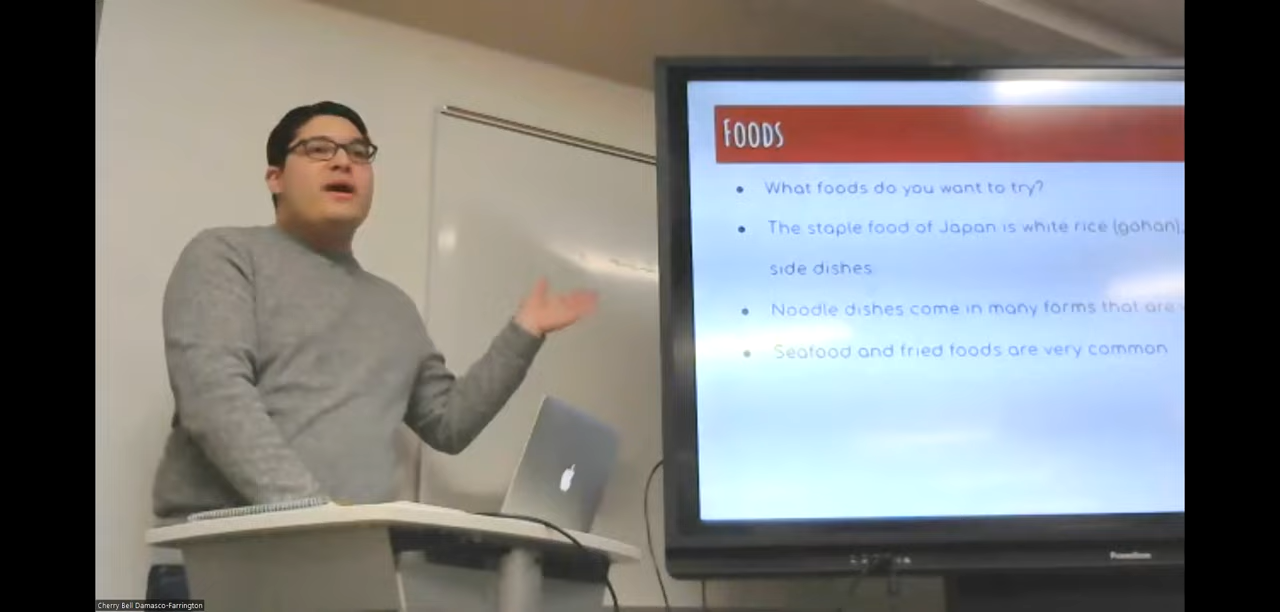 FOODS
What foods do you want to try?
The staple food of Japan is white rice (gohan),
side dishes
Noodle dishes come in many forms that are
Seafood and fried foods are very common
Promethean
Cherry Bell Damasco-Farrington